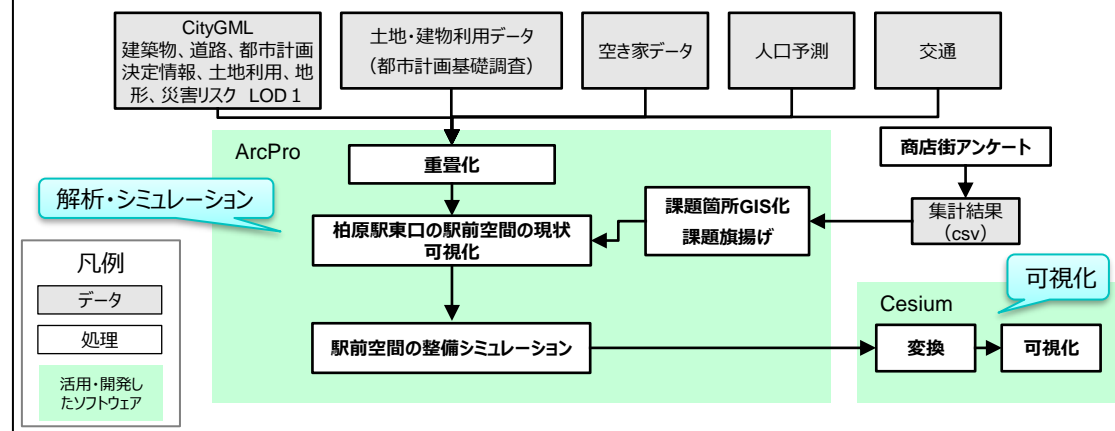 CityGML
建築物、道路、都市計画
決定情報、土地利用、地
形、災害リスク LOD１
土地・建物利用データ
（都市計画基礎調査）
空き家データ
人口予測
交通
ArcPro
重畳化
商店街アンケート
解析・シミュレーション
柏原駅東口の駅前空間の現状
可視化
課題箇所GIS化
課題旗揚げ
集計結果
（csv）
凡例
データ
処理
活用・開発し
たソフトウェア
駅前空間の整備シミュレーション
可視化
Cesium
変換
可視化